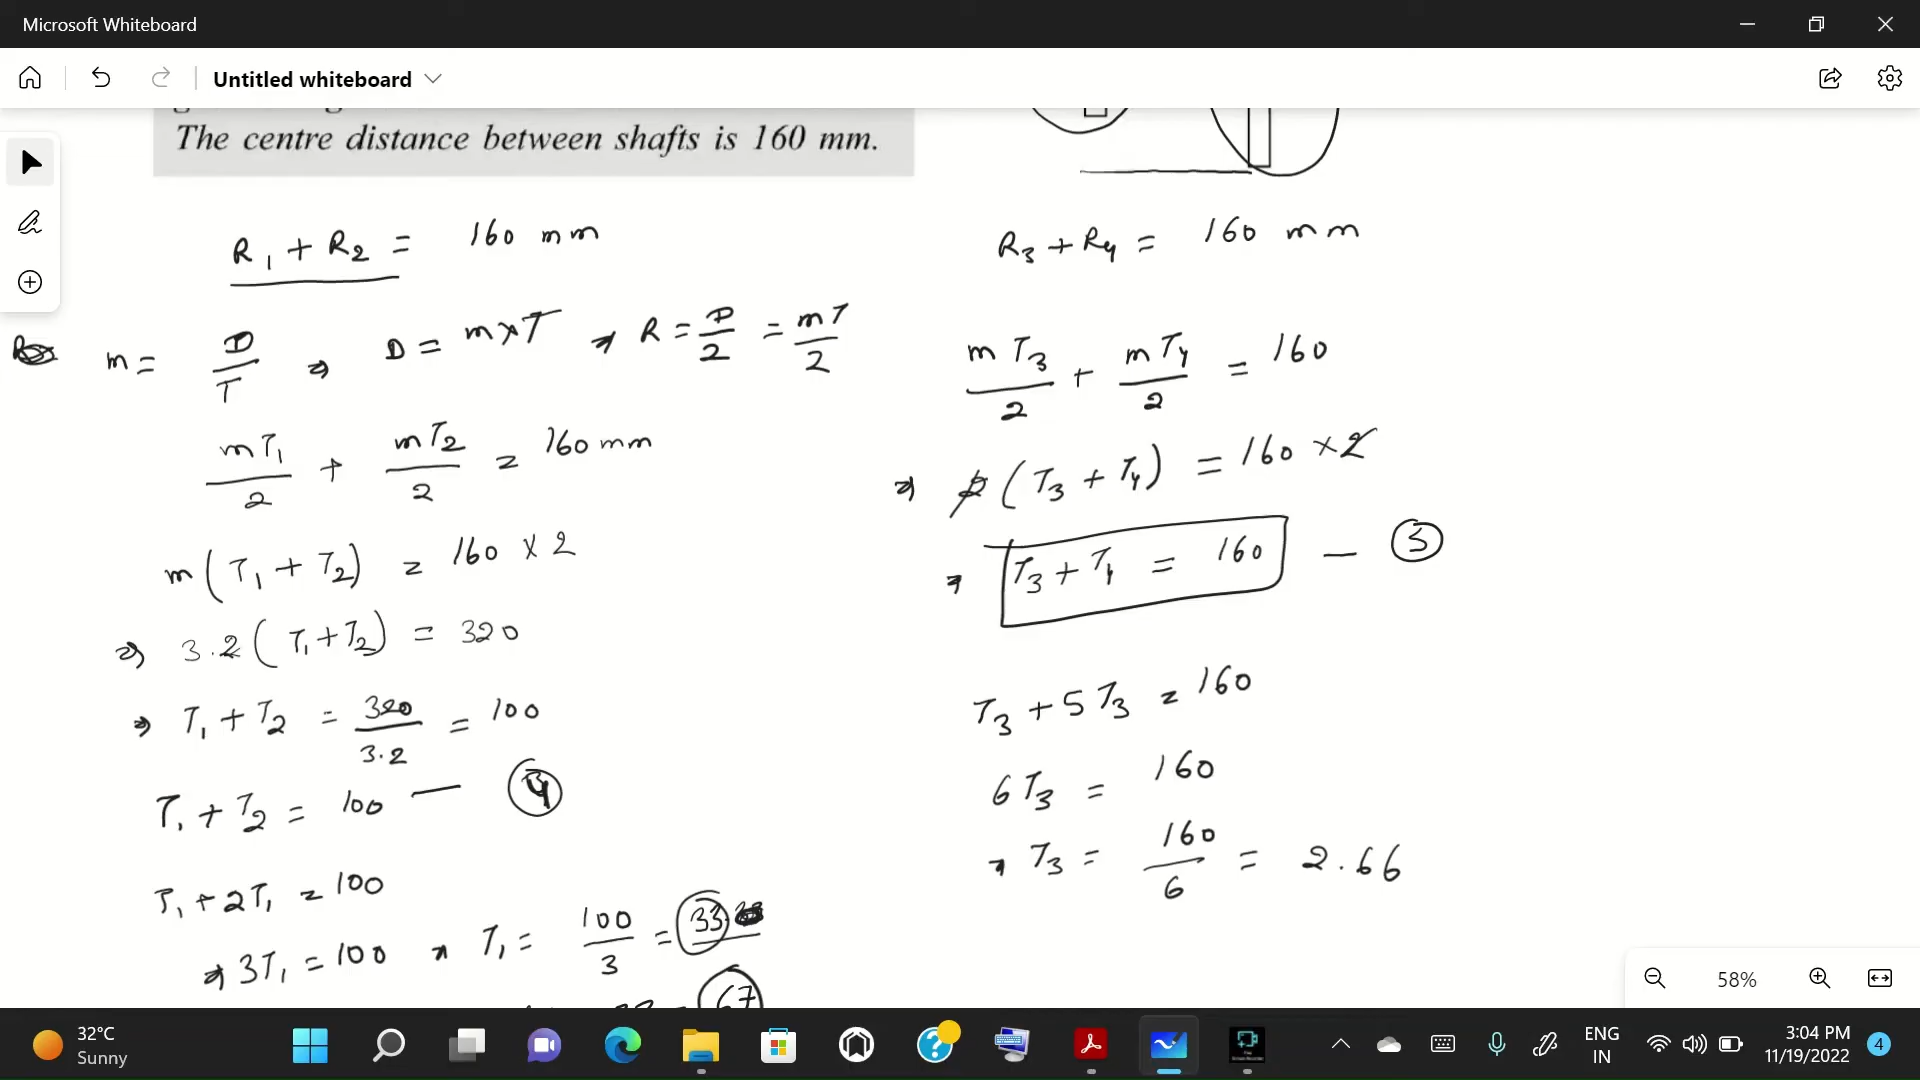 Microsoft Whiteboard
Untitled whiteboard
The centre distance between shafts is 160 mm.
R1 + R2 = 160 mm
m = D/T ⇒ D = m×T ⇒ R = D/2 = mT/2
mT1/2 + mT2/2 = 160 mm
m(T1 + T2) = 160 × 2
⇒ 3.2(T1 + T2) = 320
⇒ T1 + T2 = 320/3.2 = 100
T1 + T2 = 100 — 4
T1 + 2T1 = 100
⇒ 3T1 = 100 ⇒ T1 = 100/3 = 33
67
R3 + R4 = 160 mm
mT3/2 + mT4/2 = 160
⇒ 2(T3 + T4) = 160 × 2
⇒ T3 + T4 = 160 — 3
T3 + 5T3 = 160
6T3 = 160
⇒ T3 = 160/6 = 2.66
58%
32°C
Sunny
ENG
IN
3:04 PM
11/19/2022
4